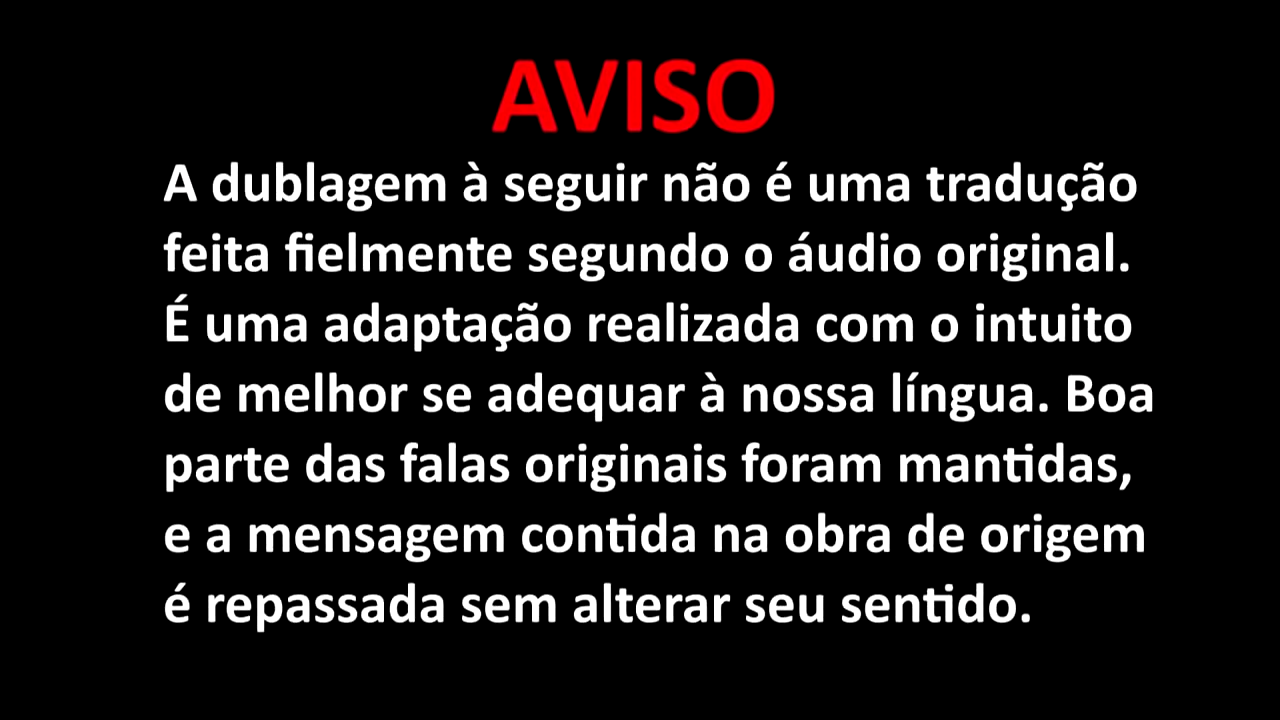 AVISO
A dublagem à seguir não é uma tradução
feita fielmente segundo o áudio original.
É uma adaptação realizada com o intuito
de melhor se adequar à nossa língua. Boa
parte das falas originais foram mantidas,
e a mensagem contida na obra de origem
é repassada sem alterar seu sentido.